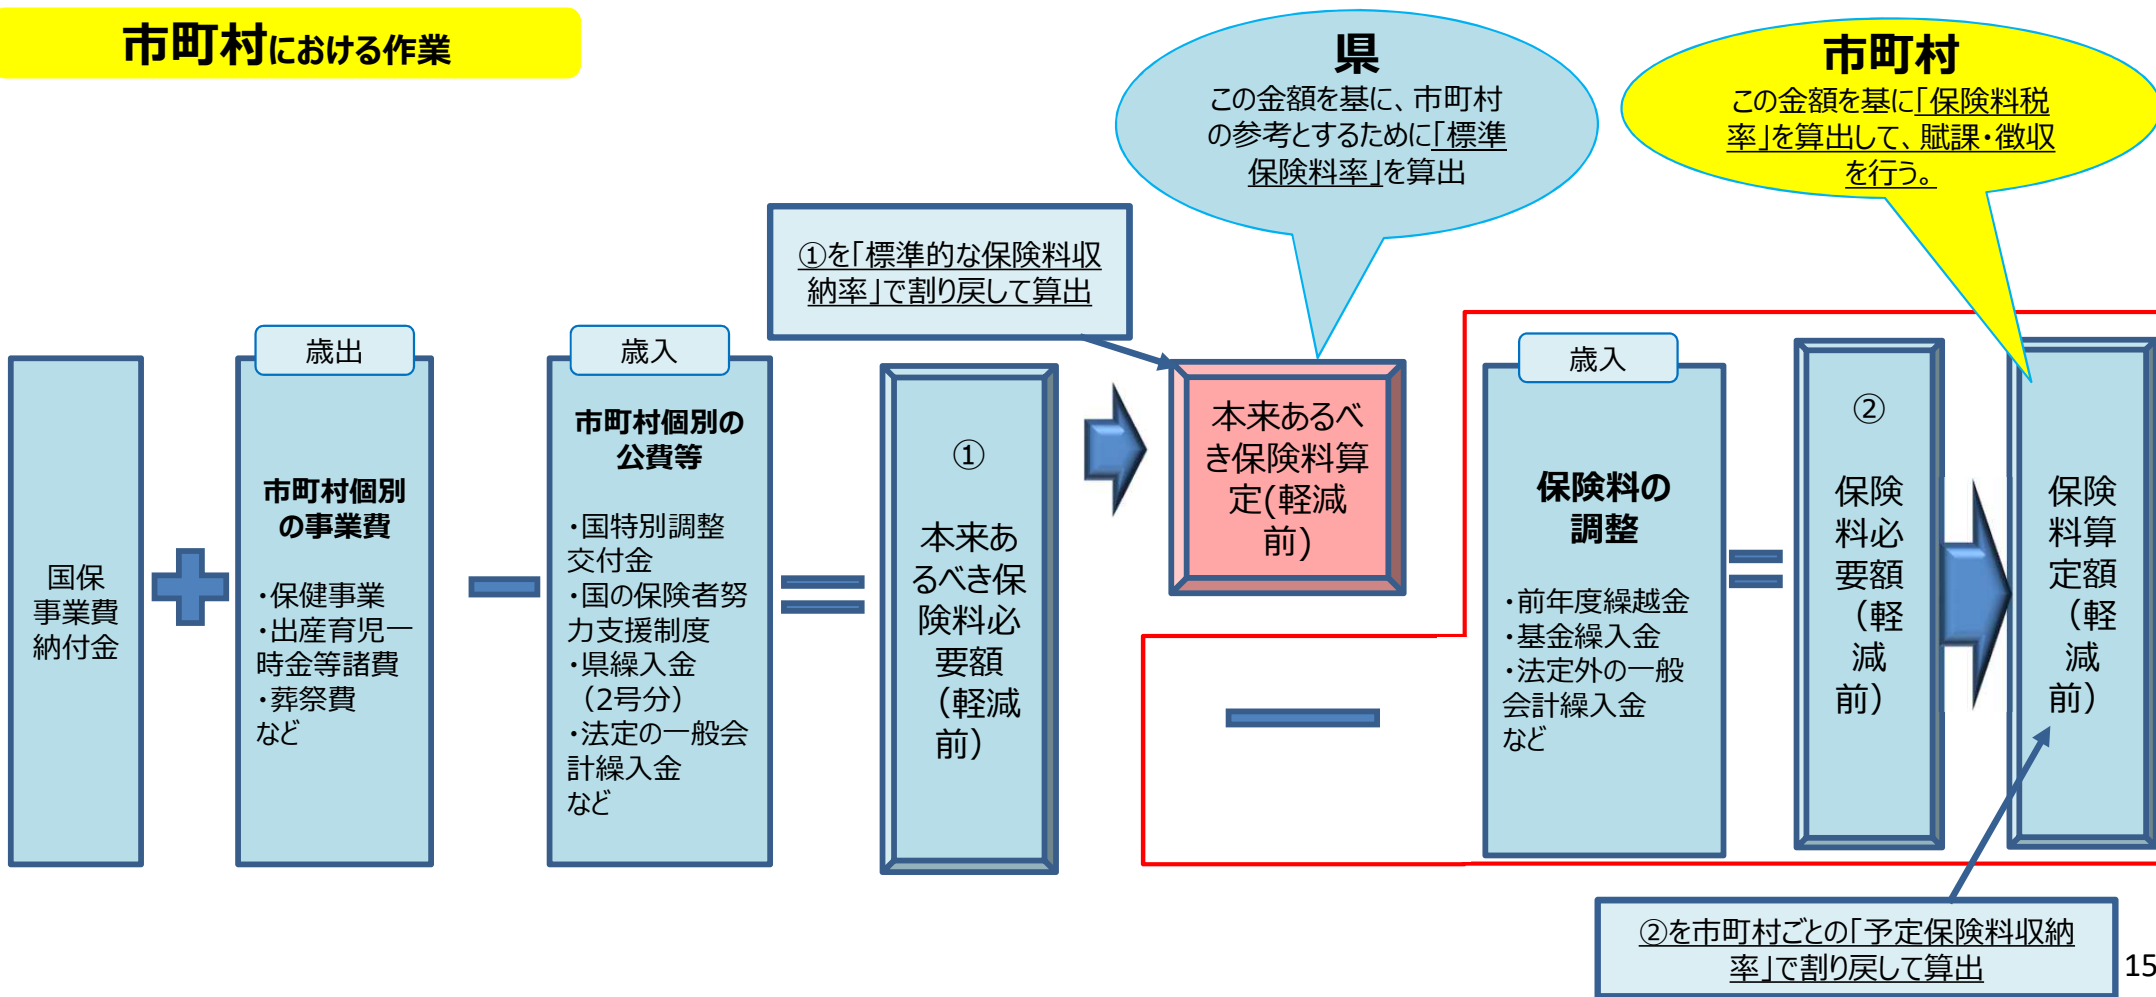 市町村における作業
県
この金額を基に、市町村
の参考とするために「標準
保険料率」を算出
市町村
この金額を基に「保険料税
率」を算出して、賦課・徴収
を行う。
①を「標準的な保険料収
納率」で割り戻して算出
国保
事業費
納付金
歳出
市町村個別
の事業費
・保健事業
・出産育児一
時金等諸費
・葬祭費
など
歳入
市町村個別の
公費等
・国特別調整
交付金
・国の保険者努
力支援制度
・県繰入金
（2号分）
・法定の一般会
計繰入金
など
①
本来あ
るべき保
険料必
要額
（軽減
前）
本来あるべ
き保険料算
定(軽減
前)
歳入
保険料の
調整
・前年度繰越金
・基金繰入金
・法定外の一般
会計繰入金
など
②
保険
料必
要額
（軽
減
前）
保険
料算
定額
（軽
減
前）
②を市町村ごとの「予定保険料収納
率」で割り戻して算出
15